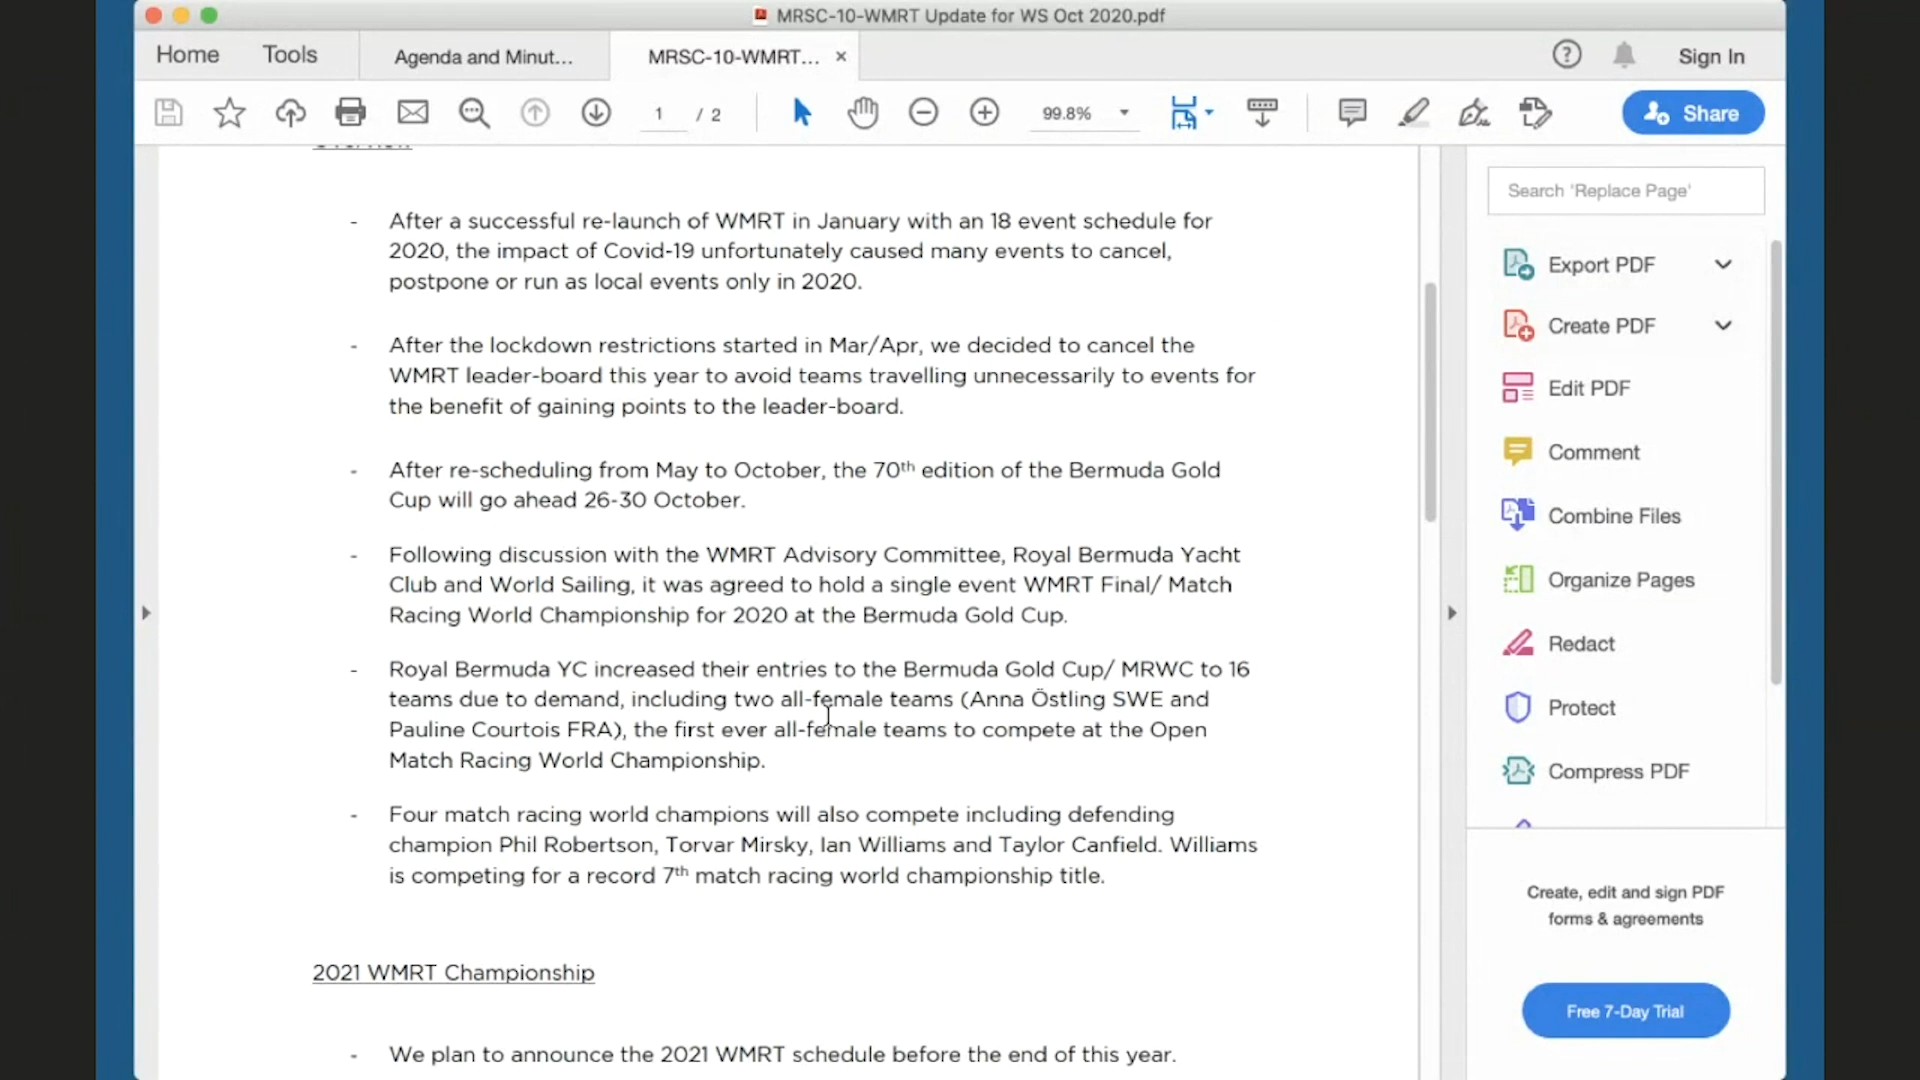 MRSC-10-WMRT Update for WS Oct 2020.pdf
Home
Tools
Agenda and Minut...
MRSC-10-WMRT...
Sign In
1 / 2
99.8%
Share
Overview
- After a successful re-launch of WMRT in January with an 18 event schedule for
2020, the impact of Covid-19 unfortunately caused many events to cancel,
postpone or run as local events only in 2020.
- After the lockdown restrictions started in Mar/Apr, we decided to cancel the
WMRT leader-board this year to avoid teams travelling unnecessarily to events for
the benefit of gaining points to the leader-board.
- After re-scheduling from May to October, the 70th edition of the Bermuda Gold
Cup will go ahead 26-30 October.
- Following discussion with the WMRT Advisory Committee, Royal Bermuda Yacht
Club and World Sailing, it was agreed to hold a single event WMRT Final/ Match
Racing World Championship for 2020 at the Bermuda Gold Cup.
- Royal Bermuda YC increased their entries to the Bermuda Gold Cup/ MRWC to 16
teams due to demand, including two all-female teams (Anna Östling SWE and
Pauline Courtois FRA), the first ever all-female teams to compete at the Open
Match Racing World Championship.
- Four match racing world champions will also compete including defending
champion Phil Robertson, Torvar Mirsky, Ian Williams and Taylor Canfield. Williams
is competing for a record 7th match racing world championship title.
2021 WMRT Championship
- We plan to announce the 2021 WMRT schedule before the end of this year.
Search 'Replace Page'
Export PDF
Create PDF
Edit PDF
Comment
Combine Files
Organize Pages
Redact
Protect
Compress PDF
Create, edit and sign PDF
forms & agreements
Free 7-Day Trial